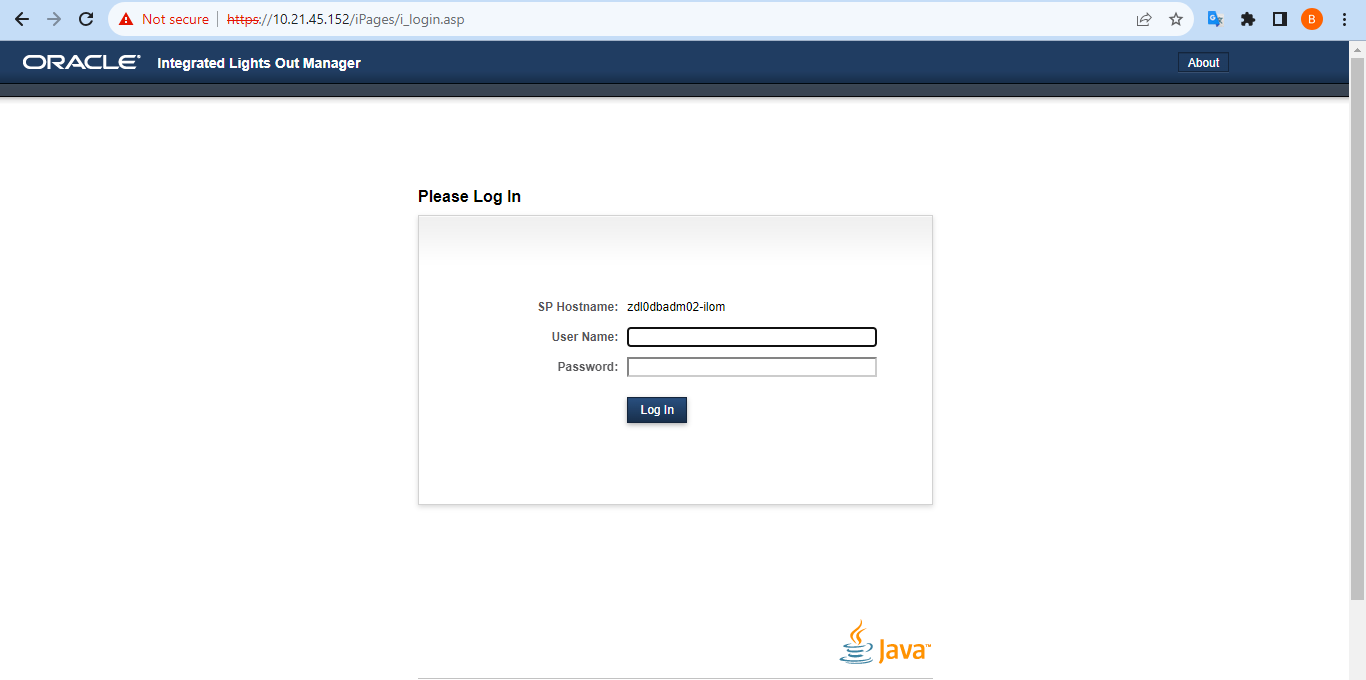 Not secure https://10.21.45.152/iPages/i_login.asp B
ORACLE® Integrated Lights Out Manager About
Please Log In
SP Hostname: zdl0dbadm02-ilom
User Name:
Password:
Log In
Java™